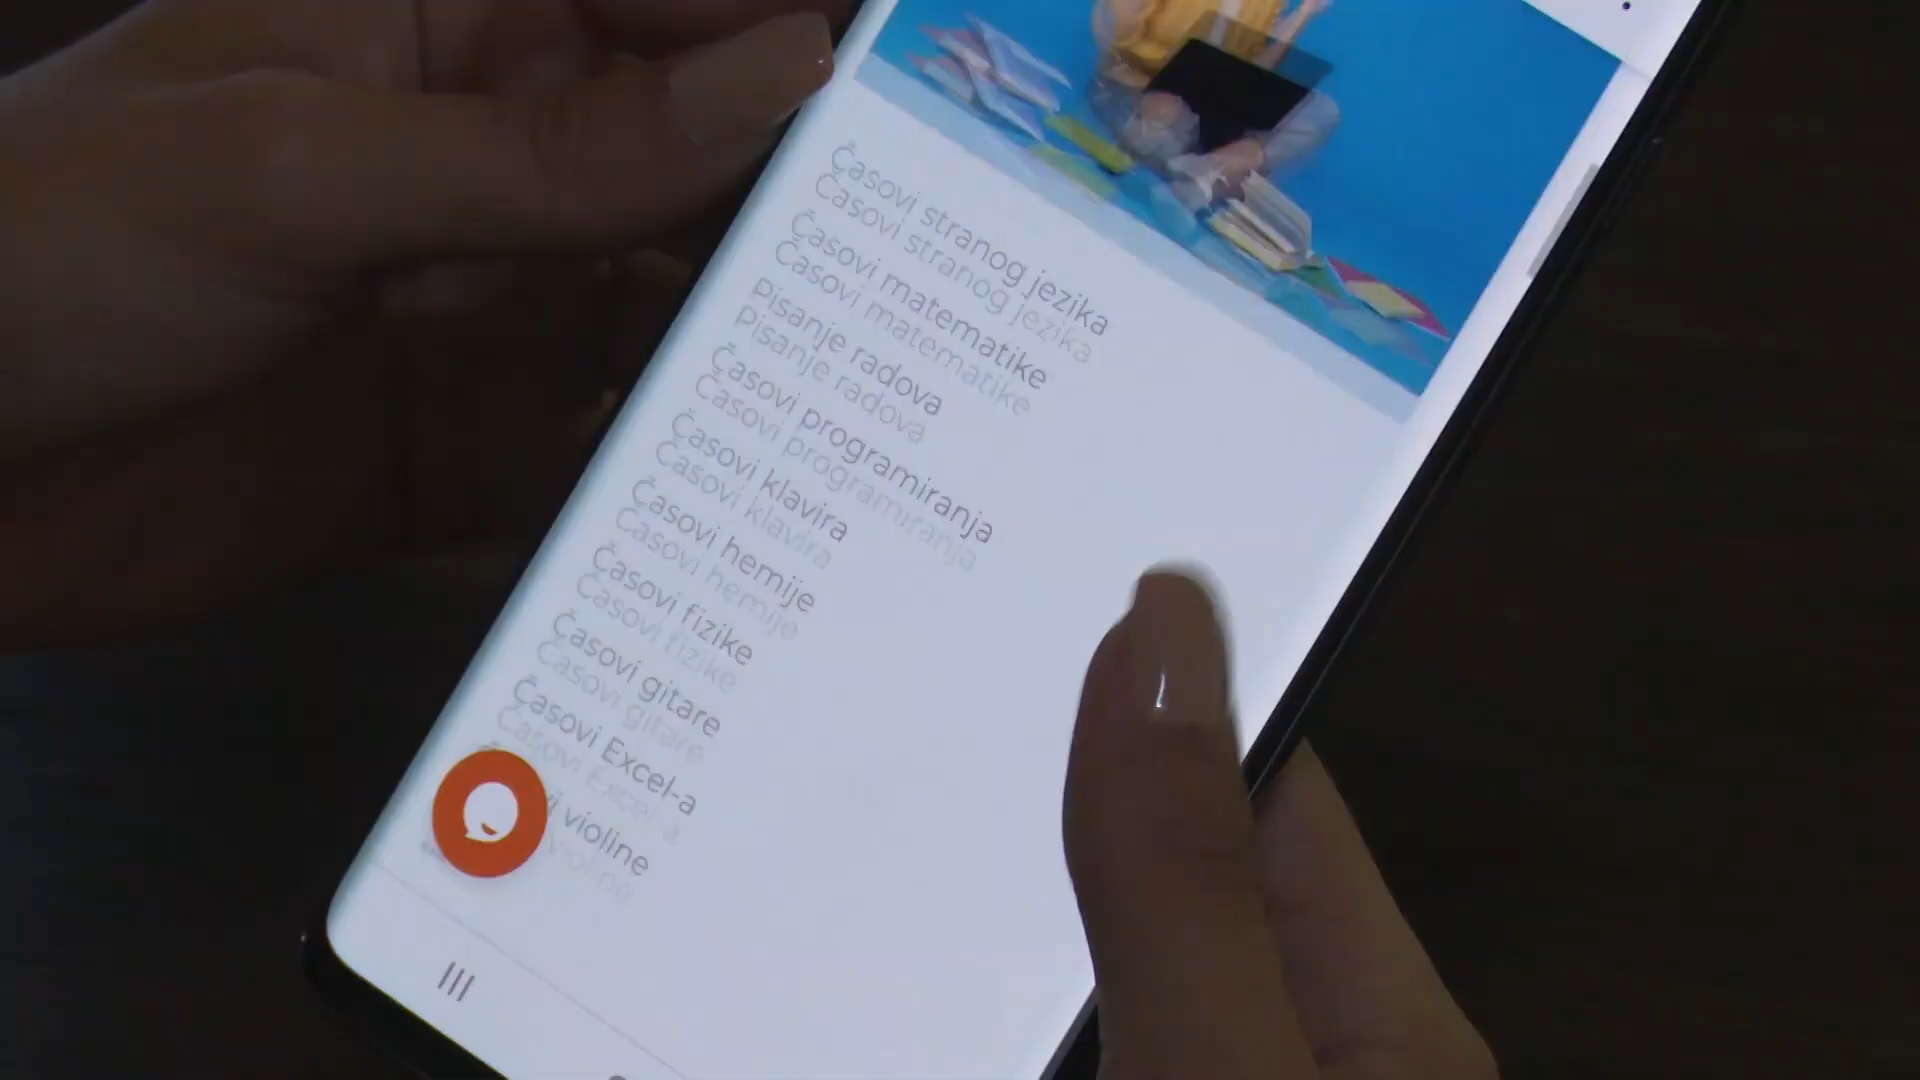 Časovi stranog jezika
Časovi matematike
Pisanje radova
Časovi programiranja
Časovi klavira
Časovi hemije
Časovi fizike
Časovi gitare
Časovi Excel-a
violine